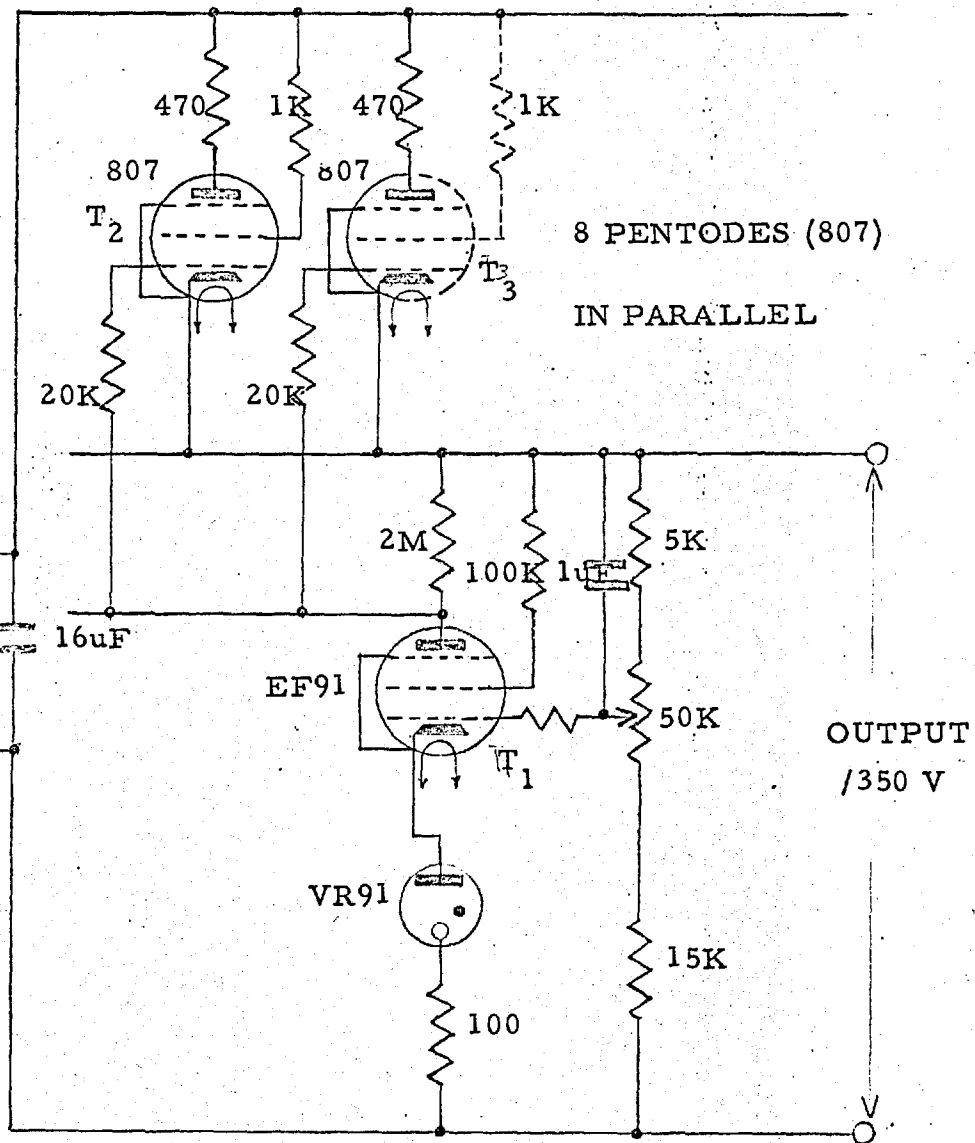 470
1K
470
1K
807
807
T2
T3
8 PENTODES (807)
IN PARALLEL
20K
20K
2M
100K
1uF
5K
16uF
EF91
50K
T1
OUTPUT
/350 V
VR91
15K
100